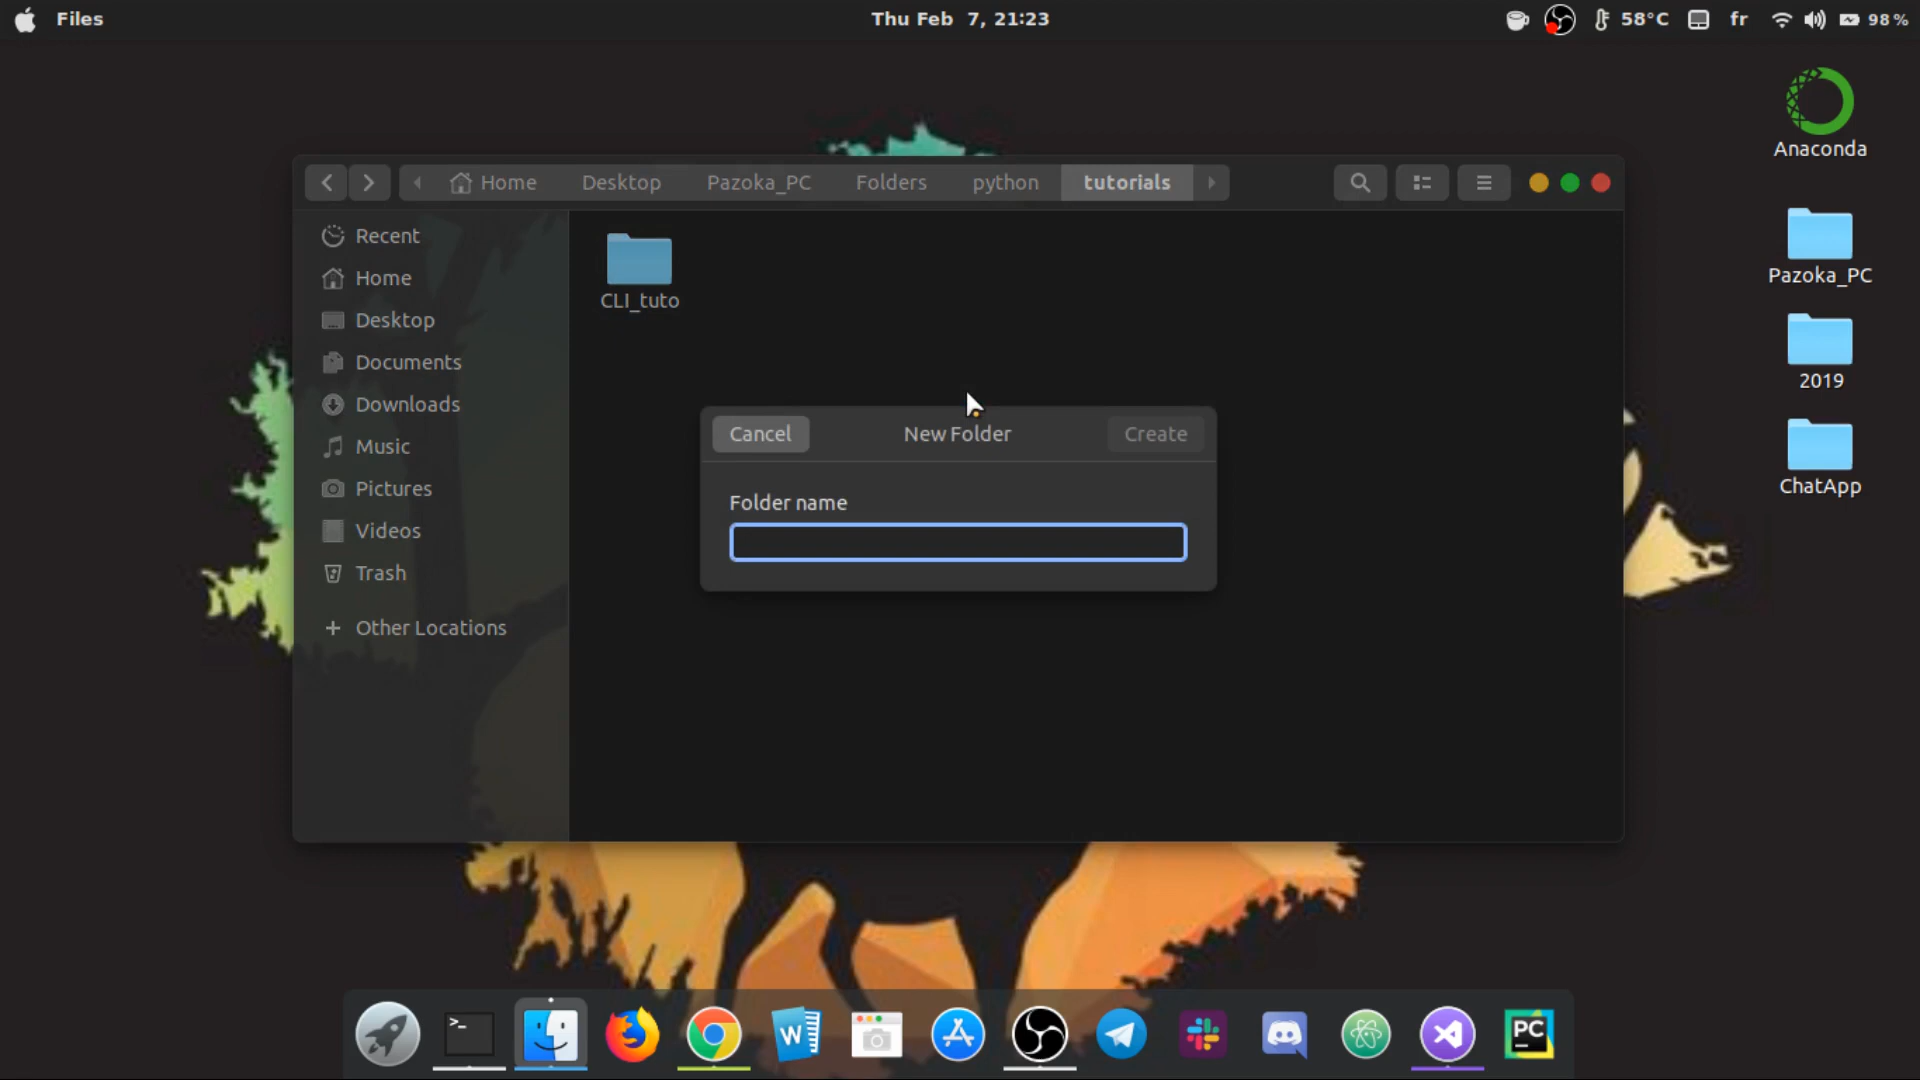 Files
Thu Feb 7, 21:23
58°C
fr
98 %
Anaconda
Pazoka_PC
2019
ChatApp
Home
Desktop
Pazoka_PC
Folders
python
tutorials
Recent
Home
Desktop
Documents
Downloads
Music
Pictures
Videos
Trash
Other Locations
CLI_tuto
Cancel
New Folder
Create
Folder name
>_
W
PC